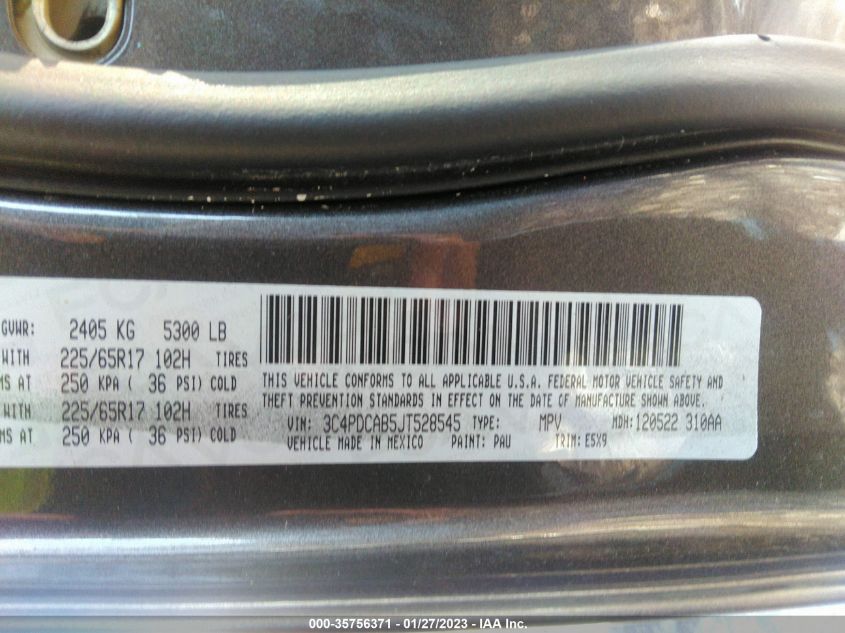 GVWR: 2405 KG 5300 LB
WITH 225/65R17 102H TIRES
MS AT 250 KPA ( 36 PSI) COLD
WITH 225/65R17 102H TIRES
MS AT 250 KPA ( 36 PSI) COLD
THIS VEHICLE CONFORMS TO ALL APPLICABLE U.S.A. FEDERAL MOTOR VEHICLE SAFETY AND
THEFT PREVENTION STANDARDS IN EFFECT ON THE DATE OF MANUFACTURE SHOWN ABOVE.
VIN: 3C4PDCAB5JT528545 TYPE: MPV MDH: 120522 310AA
VEHICLE MADE IN MEXICO PAINT: PAU TRIM: E5X9
000-35756371 — 01/27/2023 — IAA Inc.